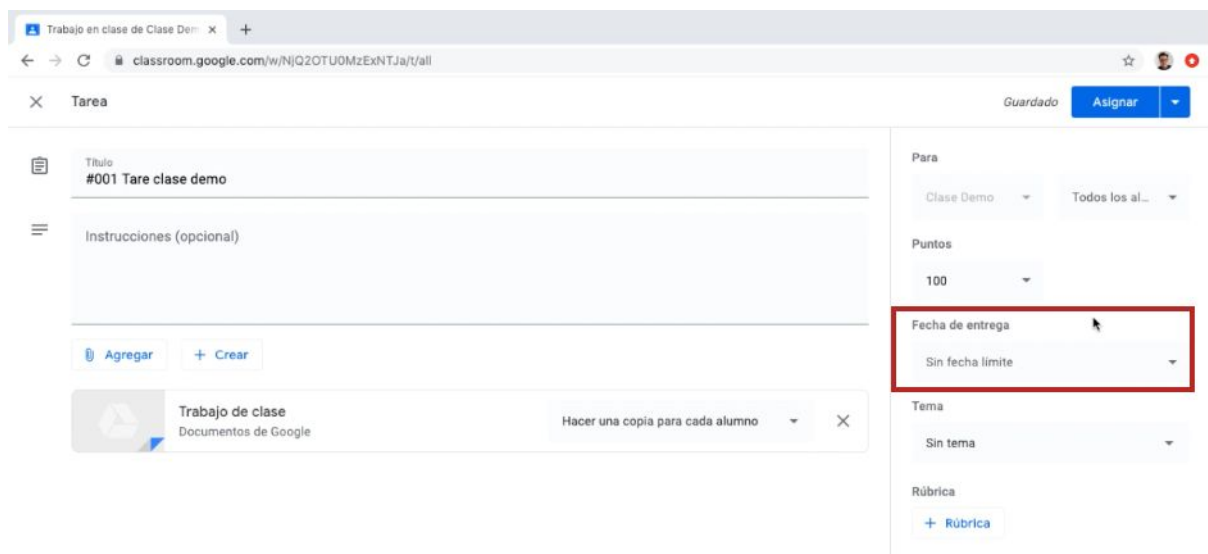 Trabajo en clase de Clase Dem
classroom.google.com/w/NjQ2OTU0MzExNTJa/t/all
Tarea
Guardado
Asignar
Título
#001 Tare clase demo
Instrucciones (opcional)
Agregar
+ Crear
Trabajo de clase
Documentos de Google
Hacer una copia para cada alumno
Para
Clase Demo
Todos los al...
Puntos
100
Fecha de entrega
Sin fecha límite
Tema
Sin tema
Rúbrica
+ Rúbrica